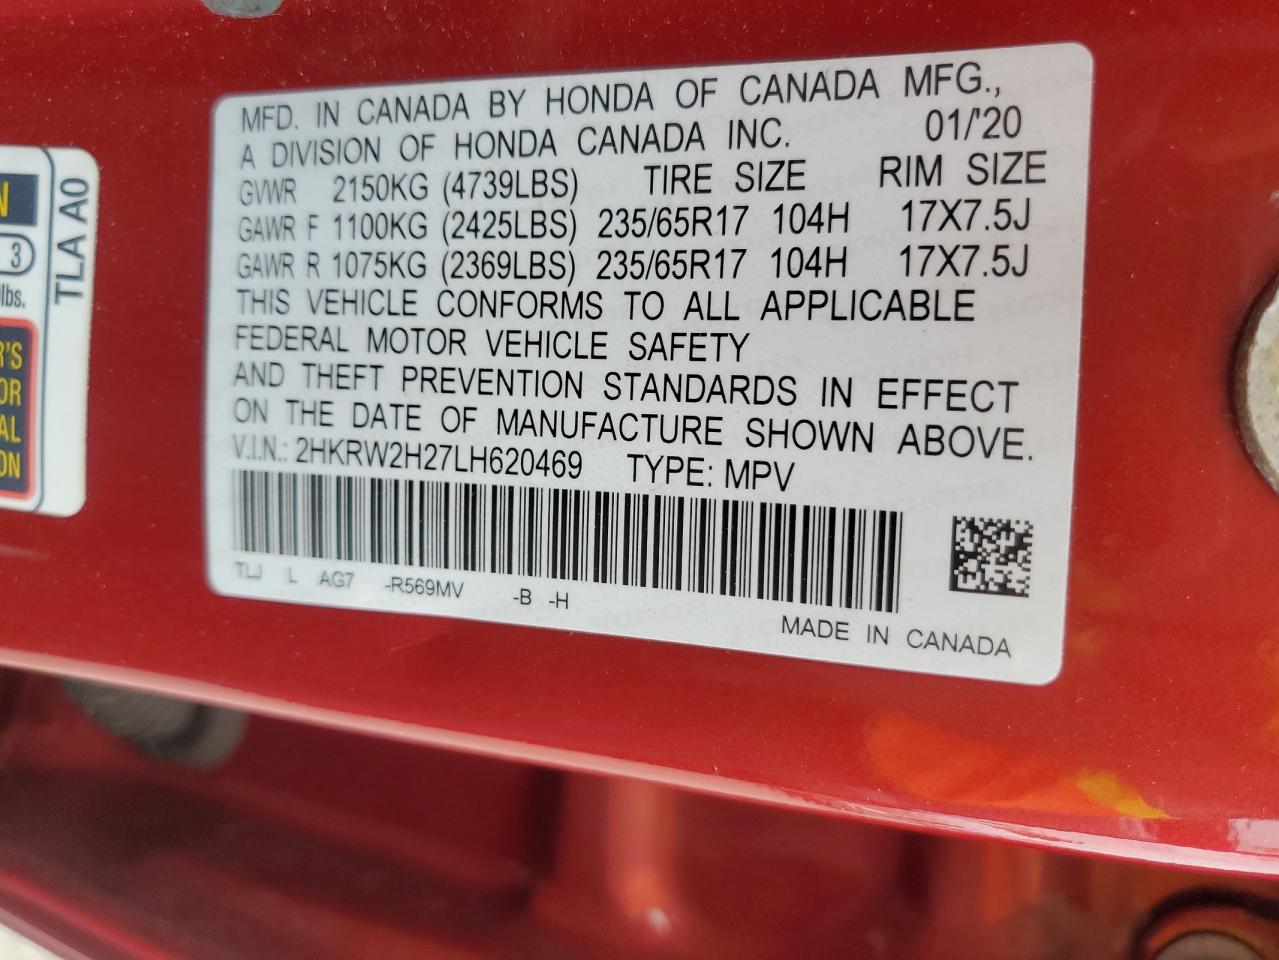 MFD. IN CANADA BY HONDA OF CANADA MFG.,
A DIVISION OF HONDA CANADA INC. 01/'20
GVWR 2150KG (4739LBS) TIRE SIZE RIM SIZE
GAWR F 1100KG (2425LBS) 235/65R17 104H 17X7.5J
GAWR R 1075KG (2369LBS) 235/65R17 104H 17X7.5J
THIS VEHICLE CONFORMS TO ALL APPLICABLE
FEDERAL MOTOR VEHICLE SAFETY
AND THEFT PREVENTION STANDARDS IN EFFECT
ON THE DATE OF MANUFACTURE SHOWN ABOVE.
V.I.N.: 2HKRW2H27LH620469 TYPE: MPV
TLJ L AG7 -R569MV -B -H
MADE IN CANADA
TLA A0
N
3
lbs.
R'S
OR
AL
ON